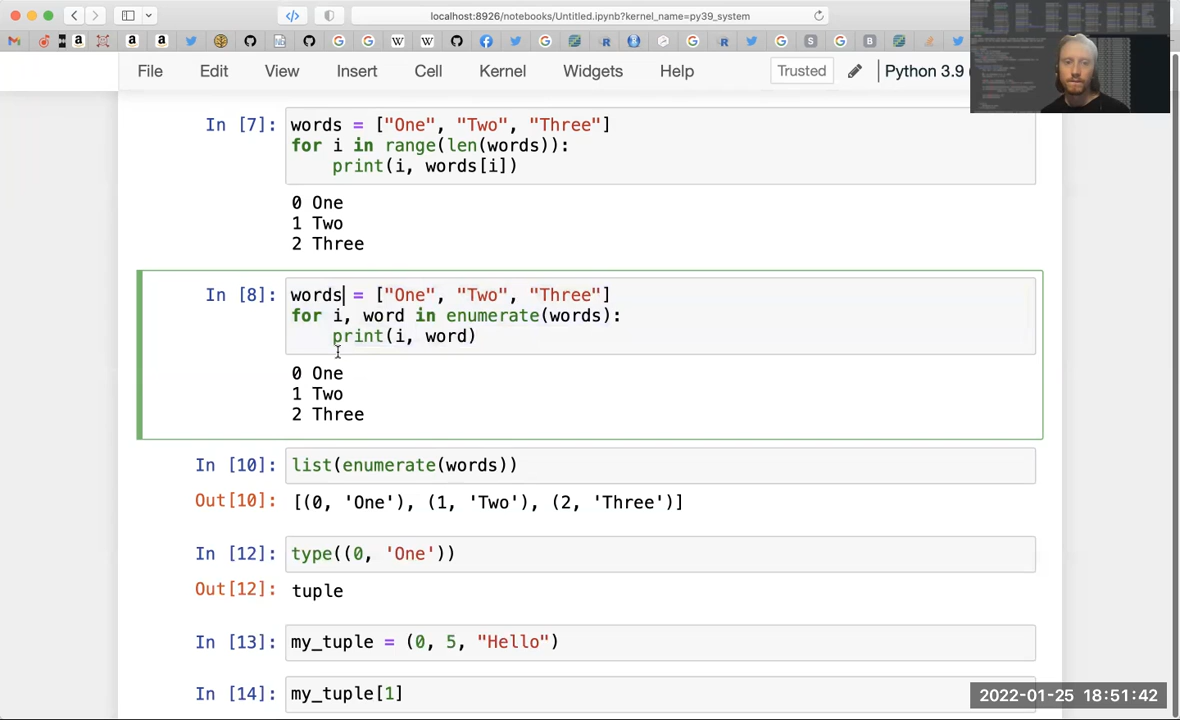 localhost:8926/notebooks/Untitled.ipynb?kernel_name=py39_system
File Edit View Insert Cell Kernel Widgets Help Trusted Python 3.9
In [7]: words = ["One", "Two", "Three"]
for i in range(len(words)):
print(i, words[i])
0 One
1 Two
2 Three
In [8]: words = ["One", "Two", "Three"]
for i, word in enumerate(words):
print(i, word)
0 One
1 Two
2 Three
In [10]: list(enumerate(words))
Out[10]: [(0, 'One'), (1, 'Two'), (2, 'Three')]
In [12]: type((0, 'One'))
Out[12]: tuple
In [13]: my_tuple = (0, 5, "Hello")
In [14]: my_tuple[1]
2022-01-25 18:51:42